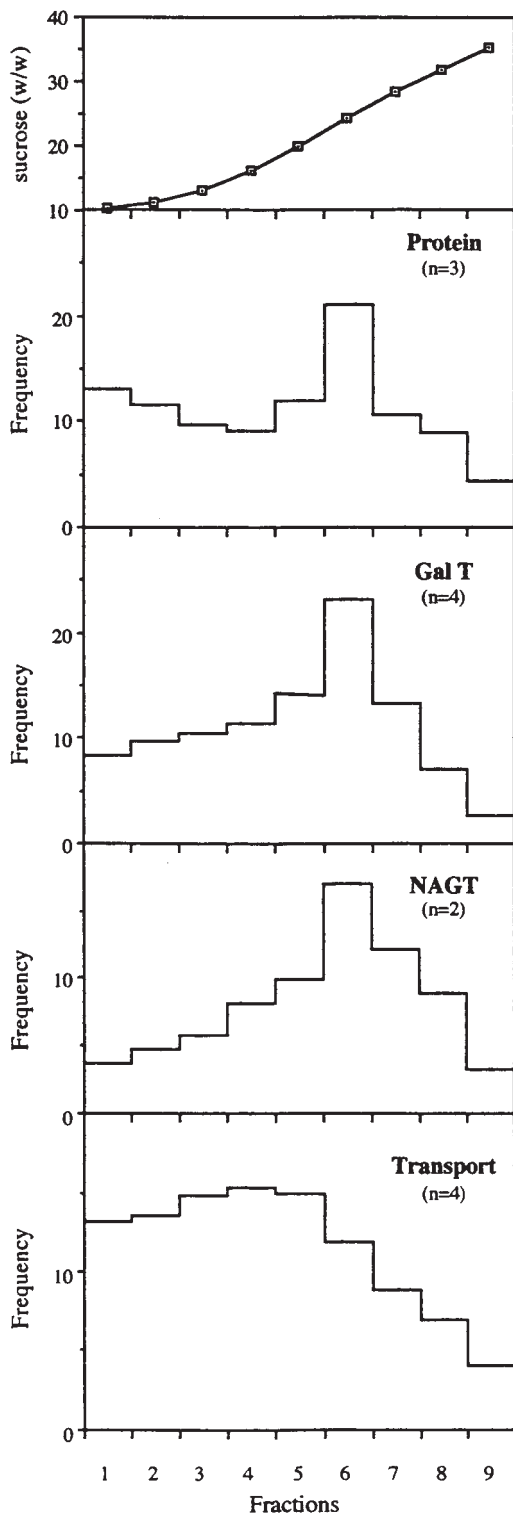 40
30
20
10
sucrose (w/w)
Protein
(n=3)
20
10
0
Frequency
Gal T
(n=4)
20
10
0
Frequency
NAGT
(n=2)
10
0
Frequency
Transport
(n=4)
10
0
Frequency
1 2 3 4 5 6 7 8 9
Fractions